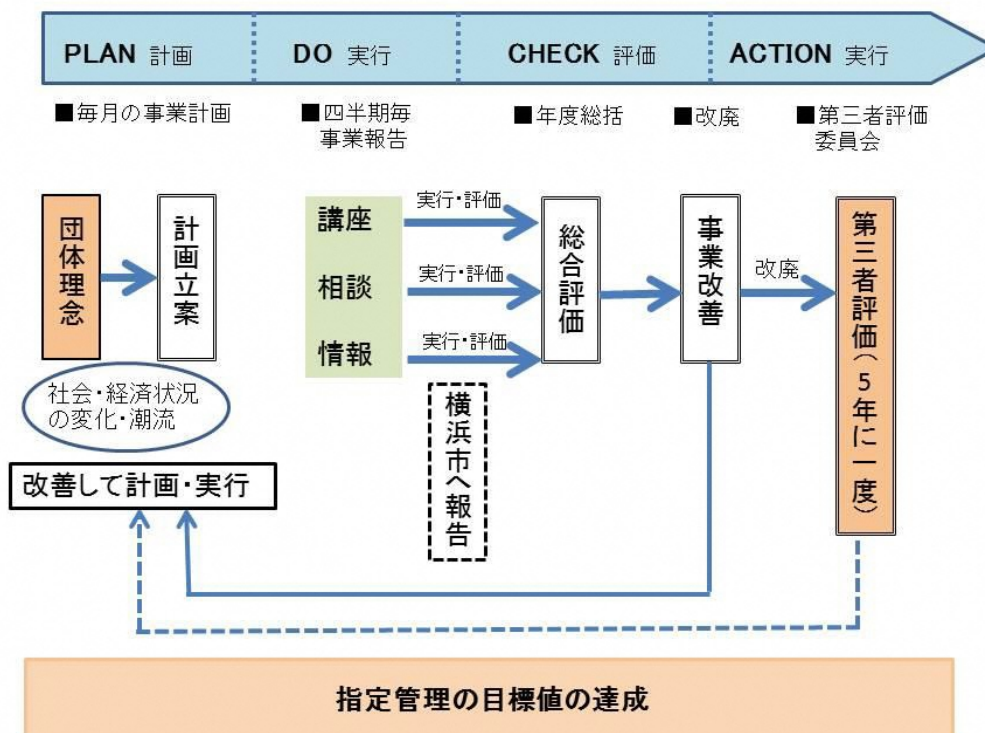 PLAN 計画
DO 実行
CHECK 評価
ACTION 実行
■毎月の事業計画
■四半期毎
事業報告
■年度総括
■改廃
■第三者評価
委員会
団体理念
計画立案
講座
相談
情報
実行・評価
実行・評価
実行・評価
総合評価
事業改善
改廃
第三者評価(5年に一度)
社会・経済状況
の変化・潮流
改善して計画・実行
横浜市へ報告
指定管理の目標値の達成